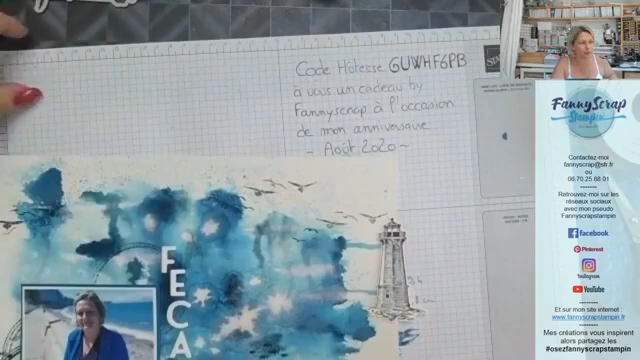 Code Hôtesse GUWHF6PB
à vous un cadeau by
Fannyscrap à l'occasion
de mon anniversaire
- Août 2020 -
FECA
FannyScrap
Stampin
Contactez-moi
fannyscrap@sfr.fr
ou
06.70.25.68.01
--------
Retrouvez-moi sur les
réseaux sociaux
avec mon pseudo
Fannyscrapstampin
facebook
Pinterest
Instagram
YouTube
--------
Et sur mon site internet :
www.fannyscrapstampin.fr
--------
Mes créations vous inspirent
alors partagez les
#osezfannyscrapstampin